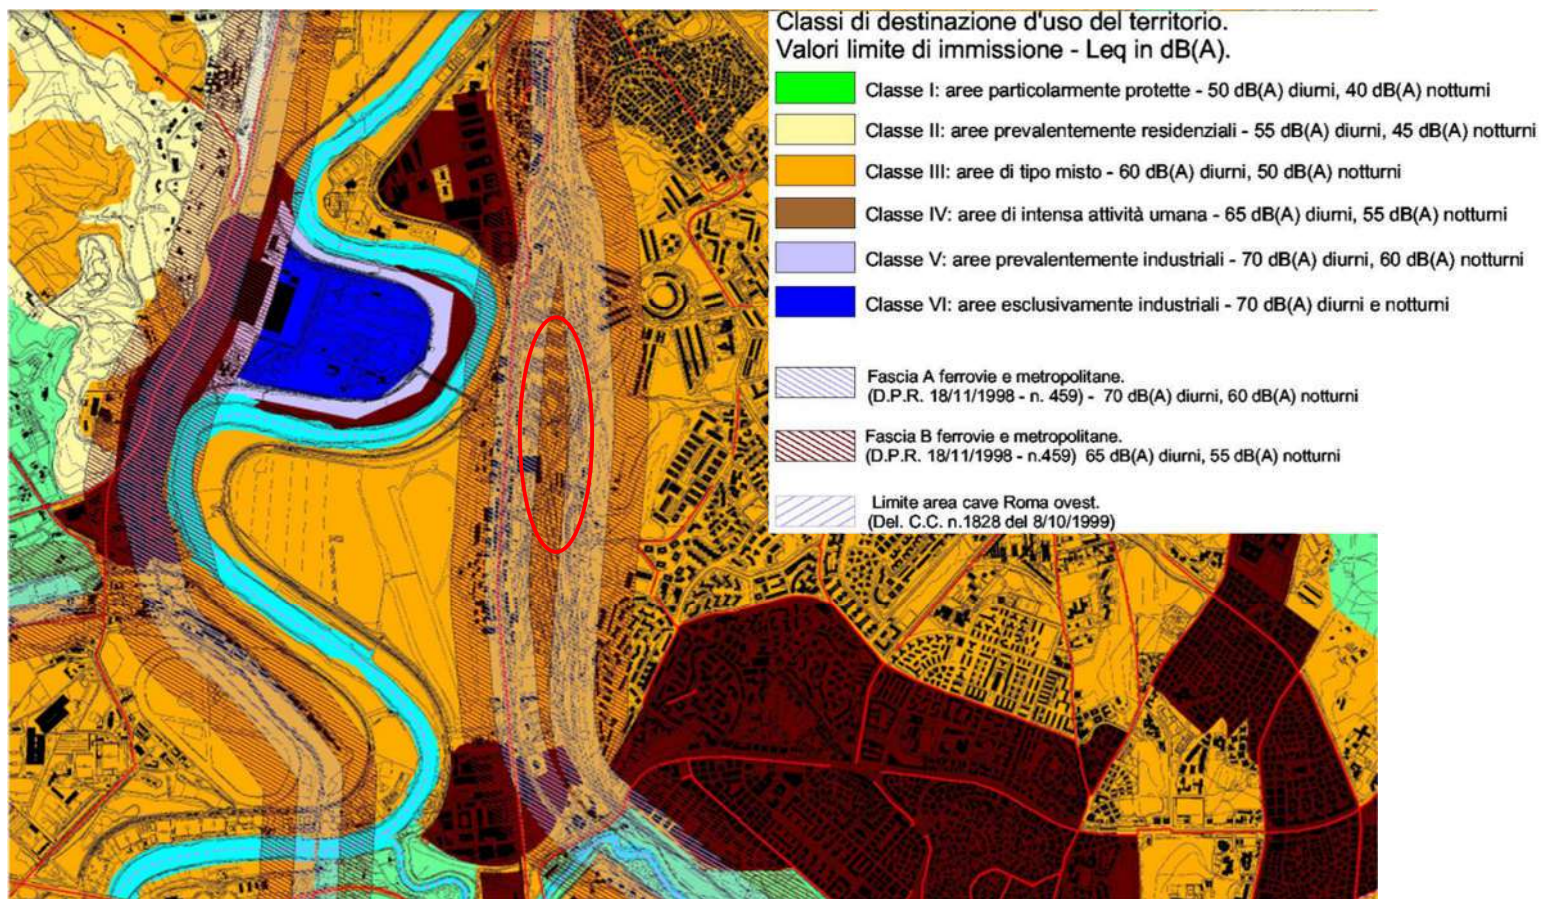 Classi di destinazione d'uso del territorio.
Valori limite di immissione - Leq in dB(A).
Classe I: aree particolarmente protette - 50 dB(A) diurni, 40 dB(A) notturni
Classe II: aree prevalentemente residenziali - 55 dB(A) diurni, 45 dB(A) notturni
Classe III: aree di tipo misto - 60 dB(A) diurni, 50 dB(A) notturni
Classe IV: aree di intensa attività umana - 65 dB(A) diurni, 55 dB(A) notturni
Classe V: aree prevalentemente industriali - 70 dB(A) diurni, 60 dB(A) notturni
Classe VI: aree esclusivamente industriali - 70 dB(A) diurni e notturni
Fascia A ferrovie e metropolitane.
(D.P.R. 18/11/1998 - n. 459) - 70 dB(A) diurni, 60 dB(A) notturni
Fascia B ferrovie e metropolitane.
(D.P.R. 18/11/1998 - n.459) 65 dB(A) diurni, 55 dB(A) notturni
Limite area cave Roma ovest.
(Del. C.C. n.1828 del 8/10/1999)